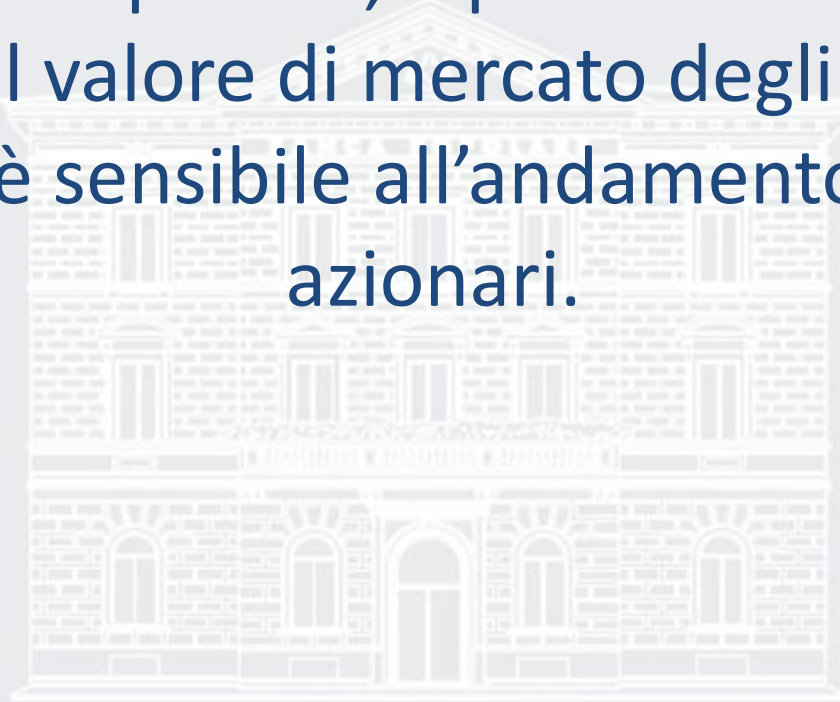 l valore di mercato degli
è sensibile all’andamento
azionari.